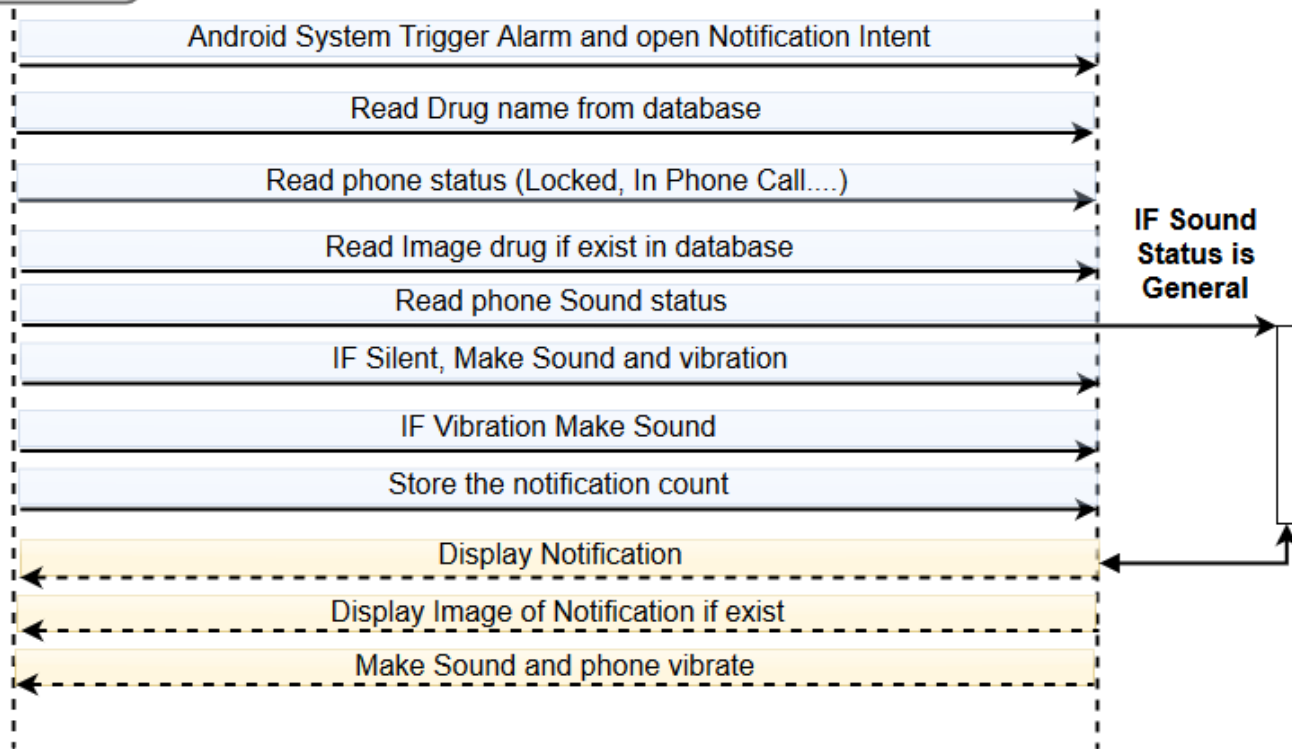 Android System Trigger Alarm and open Notification Intent
Read Drug name from database
Read phone status (Locked, In Phone Call....)
Read Image drug if exist in database
IF Sound
Status is
General
Read phone Sound status
IF Silent, Make Sound and vibration
IF Vibration Make Sound
Store the notification count
Display Notification
Display Image of Notification if exist
Make Sound and phone vibrate